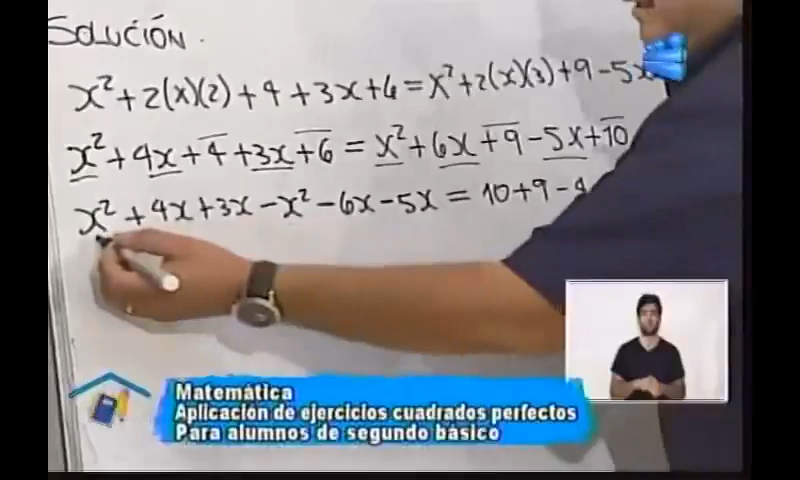 SOLUCIÓN.
x²+2(x)(2)+4+3x+6=x²+2(x)(3)+9-5x
x²+4x+4+3x+6=x²+6x+9-5x+10
x²+4x+3x-x²-6x-5x=10+9-4
Matemática
Aplicación de ejercicios cuadrados perfectos
Para alumnos de segundo básico